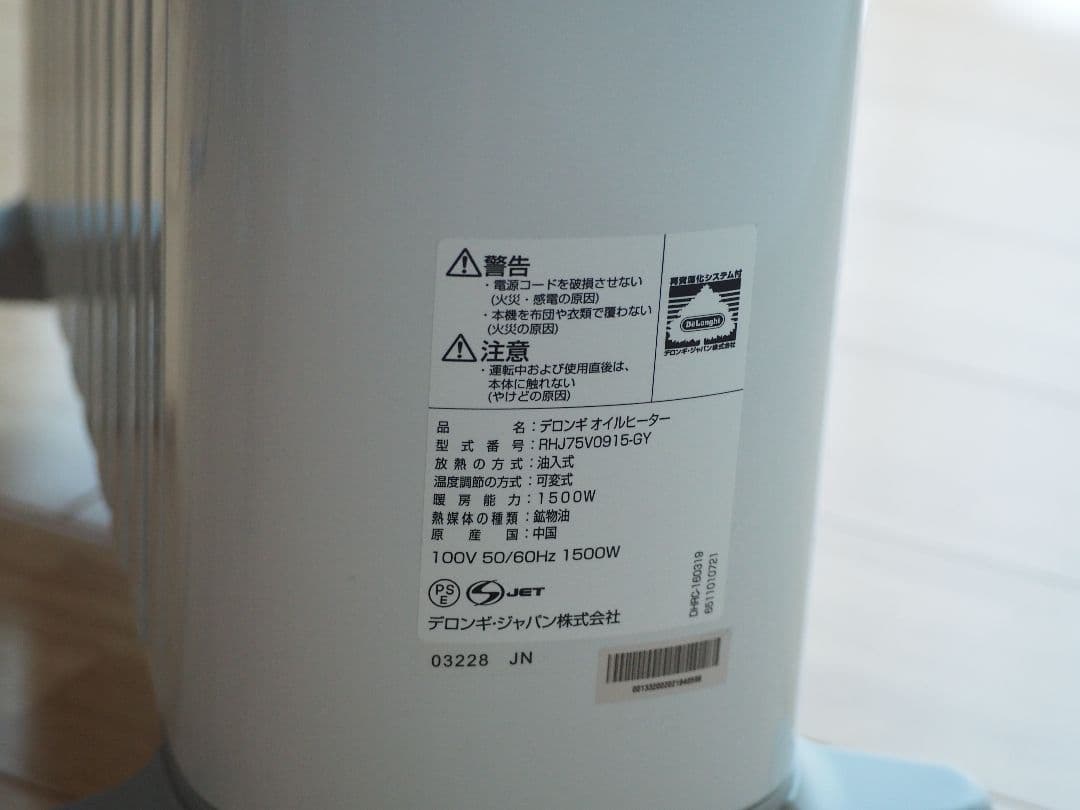 警告
・電源コードを破損させない
(火災・感電の原因)
・本機を布団や衣類で覆わない
(火災の原因)
注意
・運転中および使用直後は、
本体に触れない
(やけどの原因)
再資源化システム付
DeLonghi
デロンギ・ジャパン株式会社
品名：デロンギ オイルヒーター
型式番号：RHJ75V0915-GY
放熱の方式：油入式
温度調節の方式：可変式
暖房能力：1500W
熱媒体の種類：鉱物油
原産国：中国
100V 50/60Hz 1500W
PS
E
JET
デロンギ・ジャパン株式会社
DHRC-160319
6511010721
03228 JN